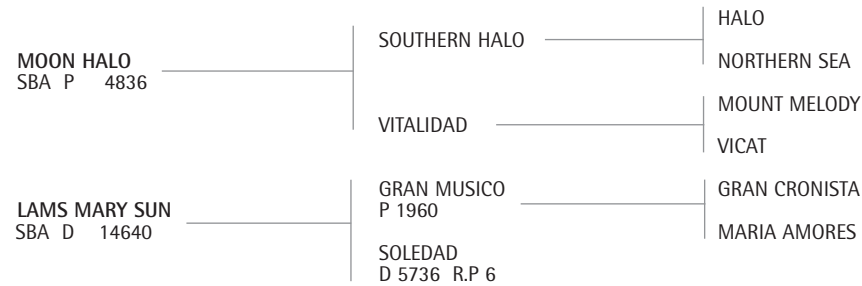 MOON HALO
SBA P 4836
SOUTHERN HALO
HALO
NORTHERN SEA
VITALIDAD
MOUNT MELODY
VICAT
LAMS MARY SUN
SBA D 14640
GRAN MUSICO
P 1960
GRAN CRONISTA
MARIA AMORES
SOLEDAD
D 5736 R.P 6